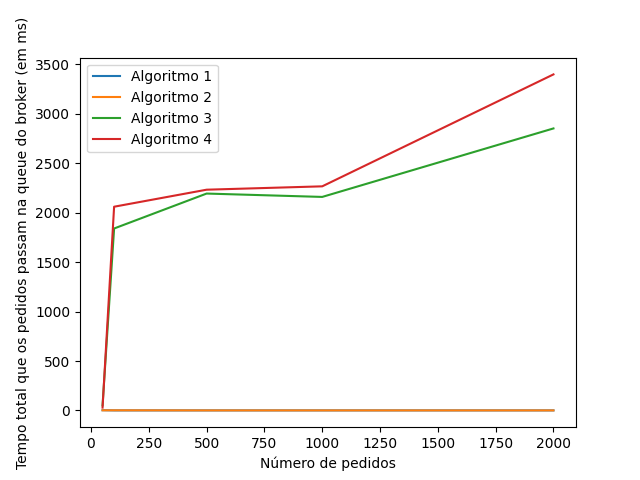 Tempo total que os pedidos passam na queue do broker (em ms)
3500
3000
2500
2000
1500
1000
500
0
Algoritmo 1
Algoritmo 2
Algoritmo 3
Algoritmo 4
0 250 500 750 1000 1250 1500 1750 2000
Número de pedidos